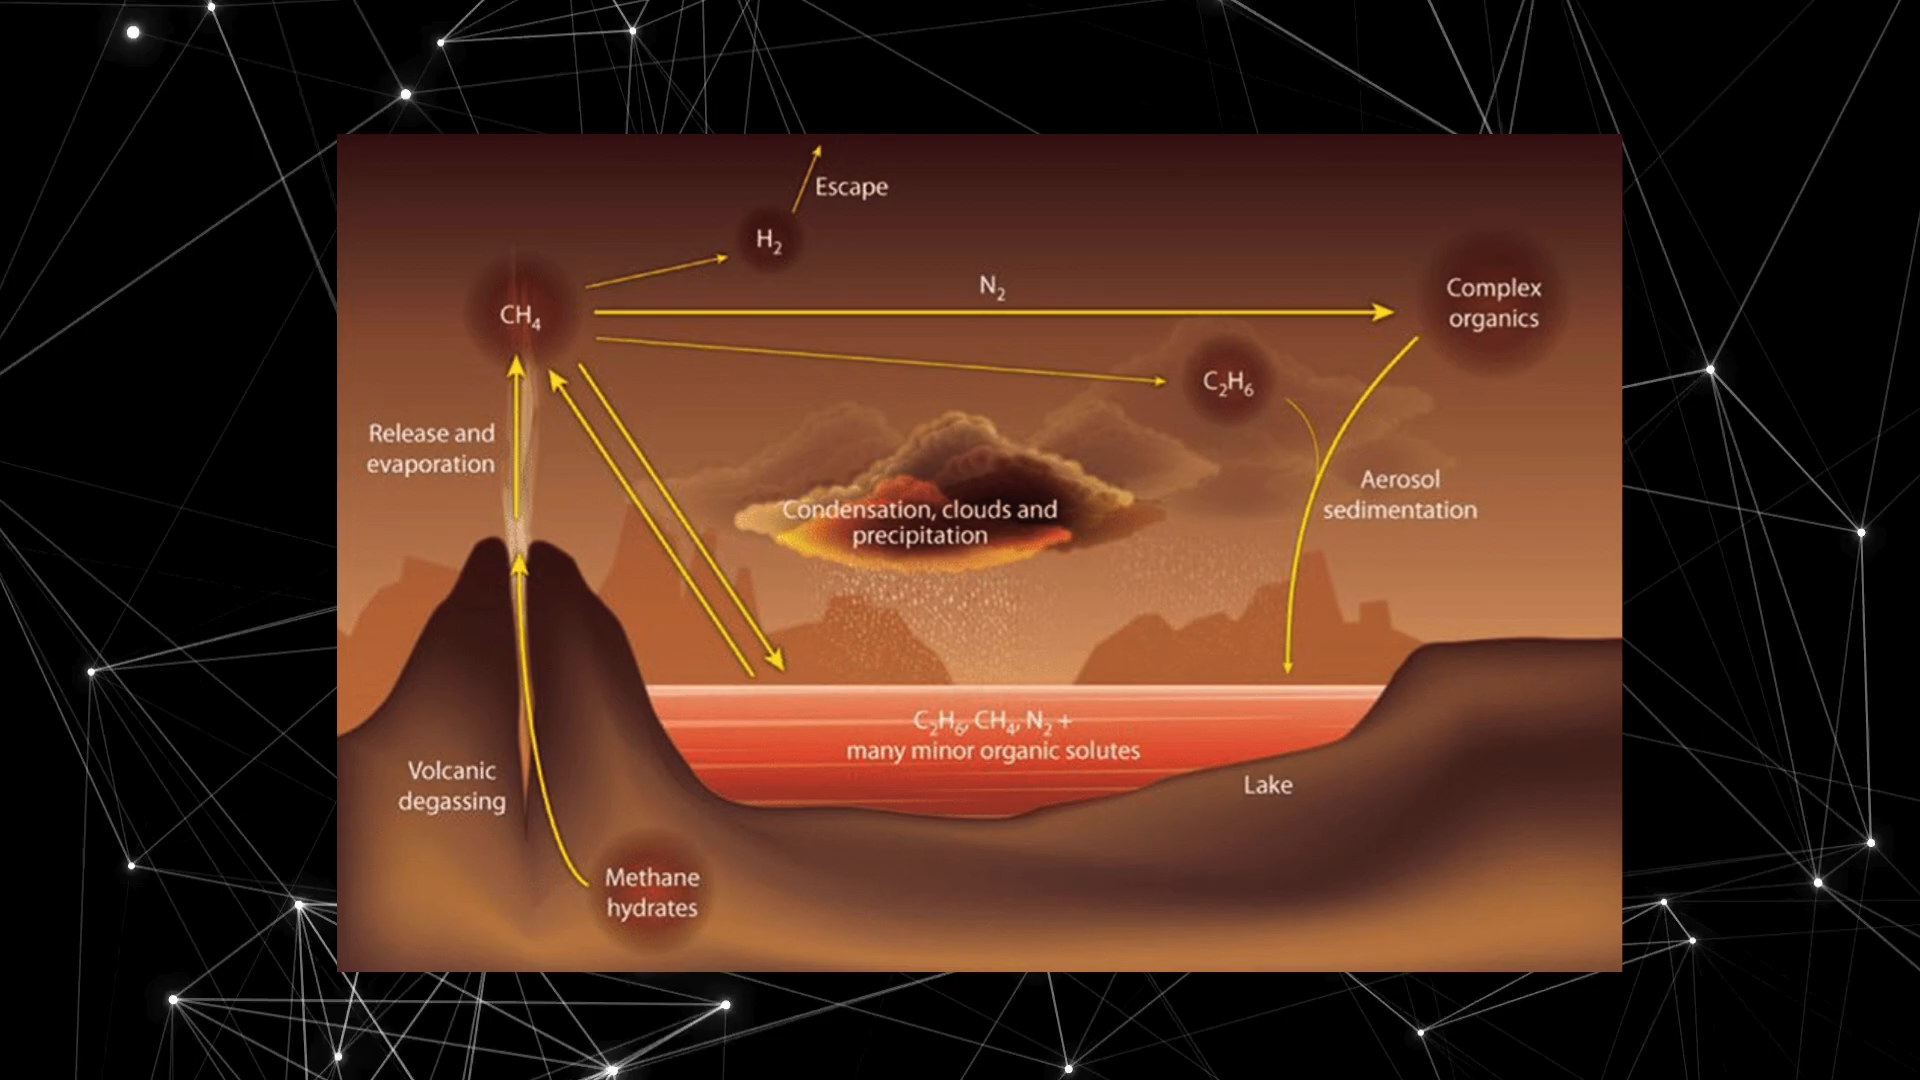 Escape
H₂
N₂
Complex
organics
CH₄
C₂H₆
Release and
evaporation
Condensation, clouds and
precipitation
Aerosol
sedimentation
C₂H₆, CH₄, N₂ +
many minor organic solutes
Volcanic
degassing
Lake
Methane
hydrates